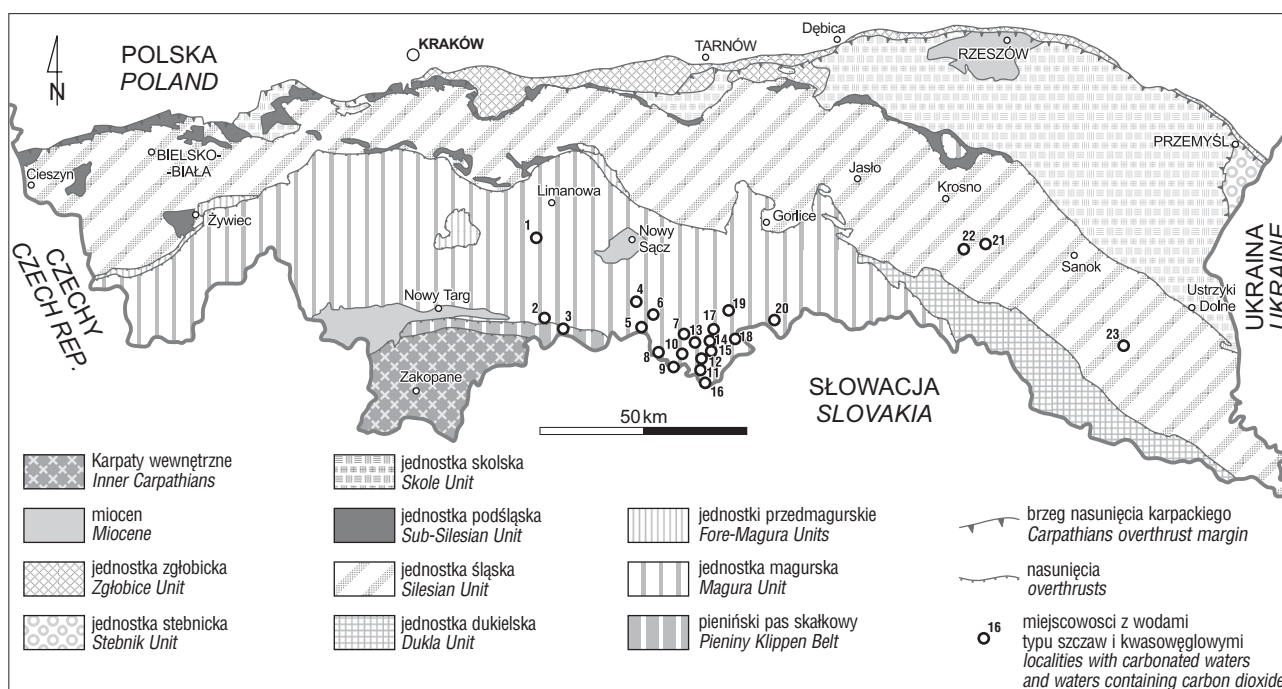 N
POLSKA
POLAND
KRAKÓW
TARNÓW
Dębica
RZESZÓW
PRZEMYŚL
BIELSKO-
-BIAŁA
Cieszyn
Żywiec
Limanowa
Nowy
Sącz
Gorlice
Jasło
Krosno
Sanok
Ustrzyki
Dolne
Nowy Targ
Zakopane
CZECHY
CZECH REP.
UKRAINA
UKRAINE
SŁOWACJA
SLOVAKIA
1
2
3
4
5
6
7
8
9
10
11
12
13
14
15
16
17
18
19
20
21
22
23
50 km
Karpaty wewnętrzne
Inner Carpathians
miocen
Miocene
jednostka zgłobicka
Zgłobice Unit
jednostka stebnicka
Stebnik Unit
jednostka skolska
Skole Unit
jednostka podśląska
Sub-Silesian Unit
jednostka śląska
Silesian Unit
jednostka dukielska
Dukla Unit
jednostki przedmagurskie
Fore-Magura Units
jednostka magurska
Magura Unit
pieniński pas skałkowy
Pieniny Klippen Belt
brzeg nasunięcia karpackiego
Carpathians overthrust margin
nasunięcia
overthrusts
16
miejscowosci z wodami
typu szczaw i kwasowęglowymi
localities with carbonated waters
and waters containing carbon dioxide